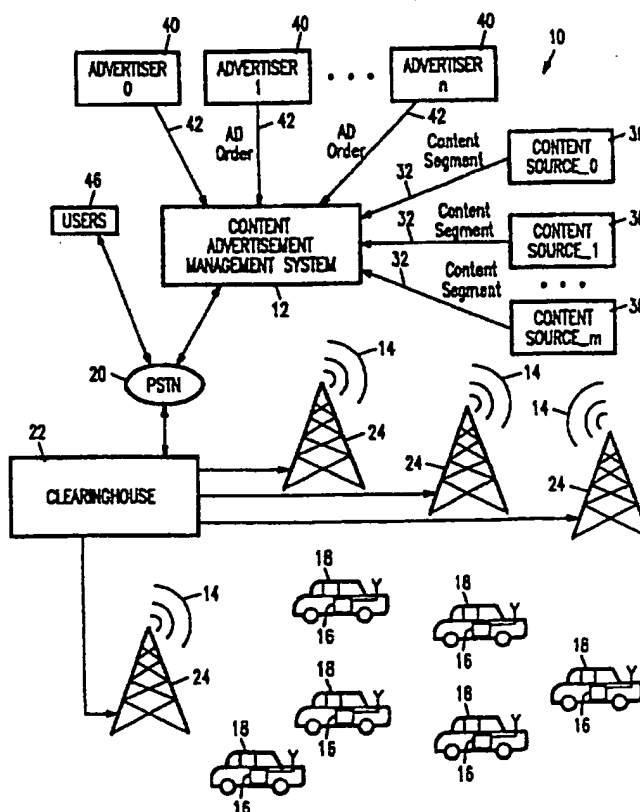 40
40
40
10
ADVERTISER
0
ADVERTISER
1
ADVERTISER
n
42
42
42
AD
Order
AD
Order
Content
Segment
32
CONTENT
SOURCE_0
46
USERS
CONTENT
ADVERTISEMENT
MANAGEMENT SYSTEM
32
Content
Segment
CONTENT
SOURCE_1
32
Content
Segment
12
CONTENT
SOURCE_m
20
PSTN
14
14
14
22
CLEARINGHOUSE
24
24
24
14
24
18
16
18
16
18
16
18
16
18
16
18
16